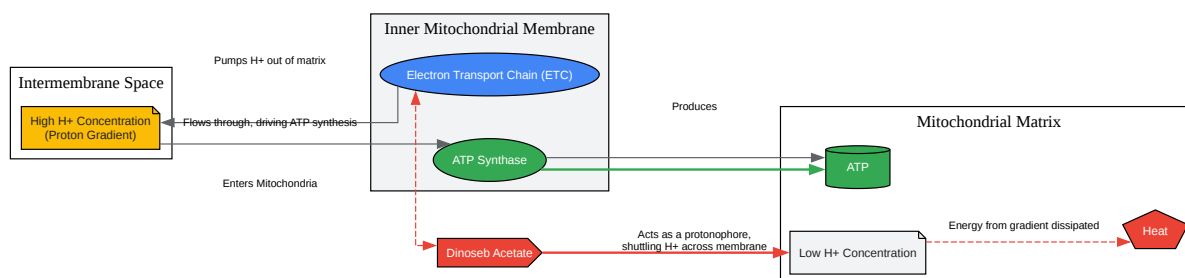 Inner Mitochondrial Membrane
Pumps H+ out of matrix
Electron Transport Chain (ETC)
Intermembrane Space
High H+ Concentration
(Proton Gradient)
Flows through, driving ATP synthesis
Produces
Mitochondrial Matrix
ATP Synthase
ATP
Enters Mitochondria
Dinoseb Acetate
Acts as a protonophore,
shuttling H+ across membrane
Low H+ Concentration
Energy from gradient dissipated
Heat